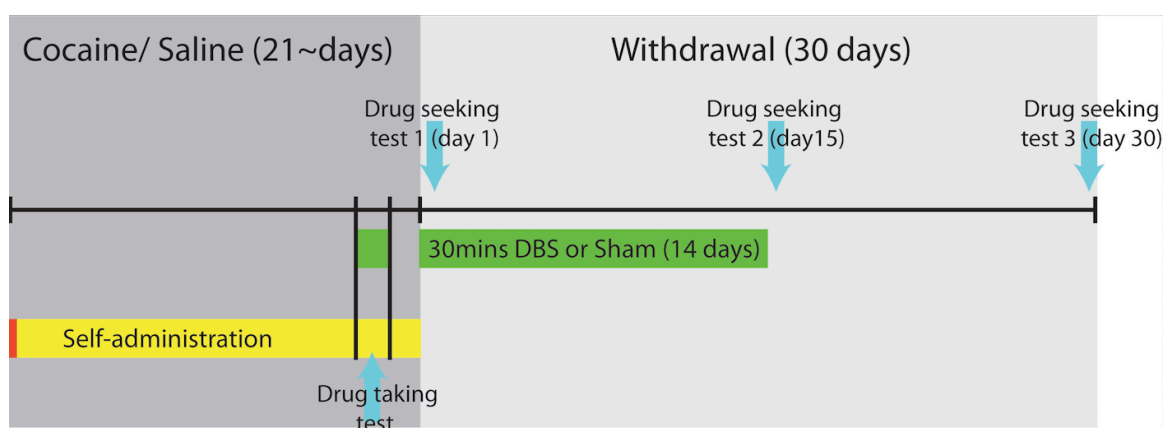 Cocaine/ Saline (21~days)
Withdrawal (30 days)
Drug seeking
test 1 (day 1)
Drug seeking
test 2 (day15)
Drug seeking
test 3 (day 30)
30mins DBS or Sham (14 days)
Self-administration
Drug taking
test